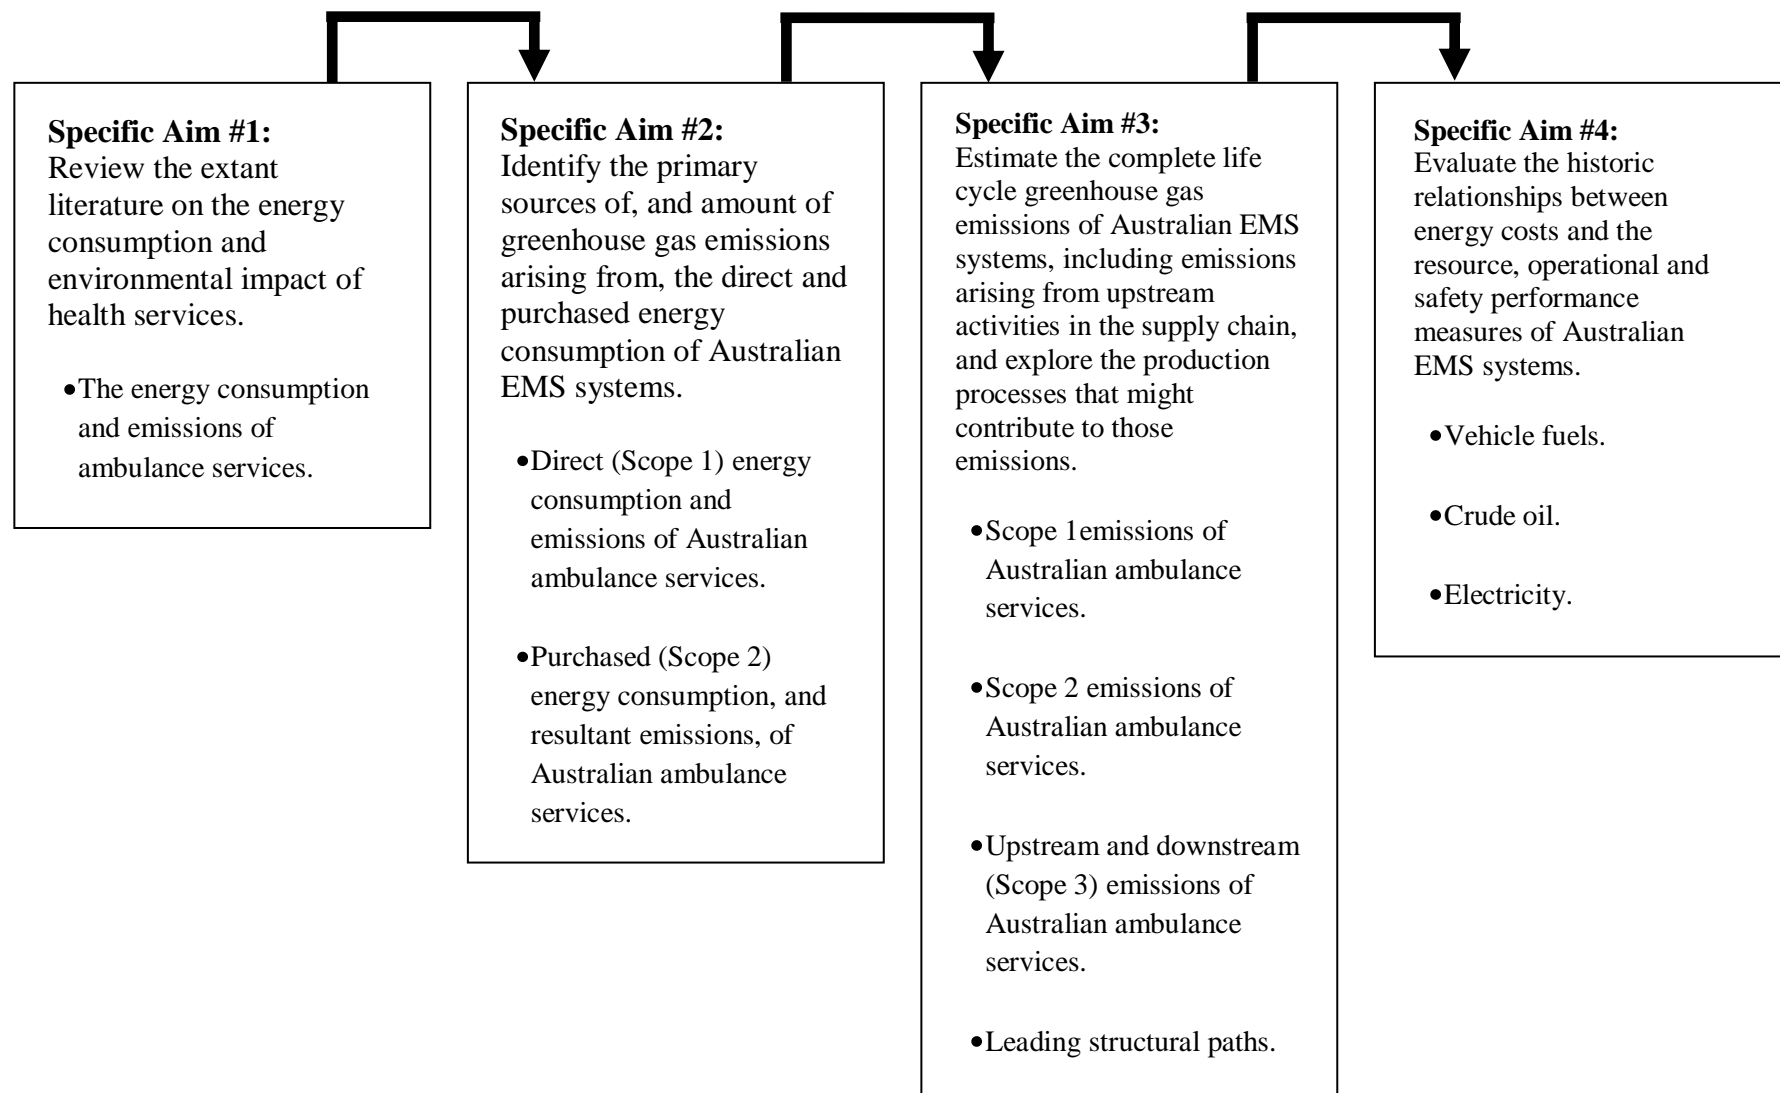 Specific Aim #1:
Review the extant
literature on the energy
consumption and
environmental impact of
health services.
•The energy consumption
and emissions of
ambulance services.
Specific Aim #2:
Identify the primary
sources of, and amount of
greenhouse gas emissions
arising from, the direct and
purchased energy
consumption of Australian
EMS systems.
•Direct (Scope 1) energy
consumption and
emissions of Australian
ambulance services.
•Purchased (Scope 2)
energy consumption, and
resultant emissions, of
Australian ambulance
services.
Specific Aim #3:
Estimate the complete life
cycle greenhouse gas
emissions of Australian EMS
systems, including emissions
arising from upstream
activities in the supply chain,
and explore the production
processes that might
contribute to those
emissions.
•Scope 1emissions of
Australian ambulance
services.
•Scope 2 emissions of
Australian ambulance
services.
•Upstream and downstream
(Scope 3) emissions of
Australian ambulance
services.
•Leading structural paths.
Specific Aim #4:
Evaluate the historic
relationships between
energy costs and the
resource, operational and
safety performance
measures of Australian
EMS systems.
•Vehicle fuels.
•Crude oil.
•Electricity.